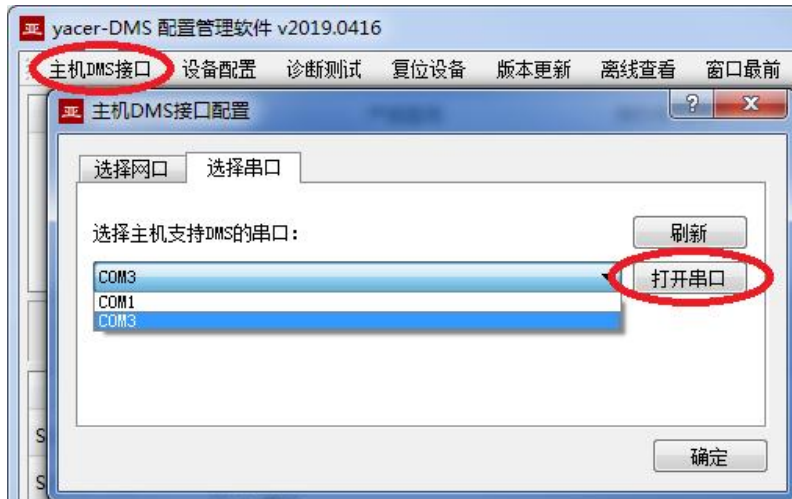 亚 yacer-DMS 配置管理软件 v2019.0416
主机DMS接口 设备配置 诊断测试 复位设备 版本更新 离线查看 窗口最前
亚 主机DMS接口配置 ?
选择网口 选择串口
选择主机支持DMS的串口: 刷新
COM3 打开串口
COM1
COM3
确定
S
S